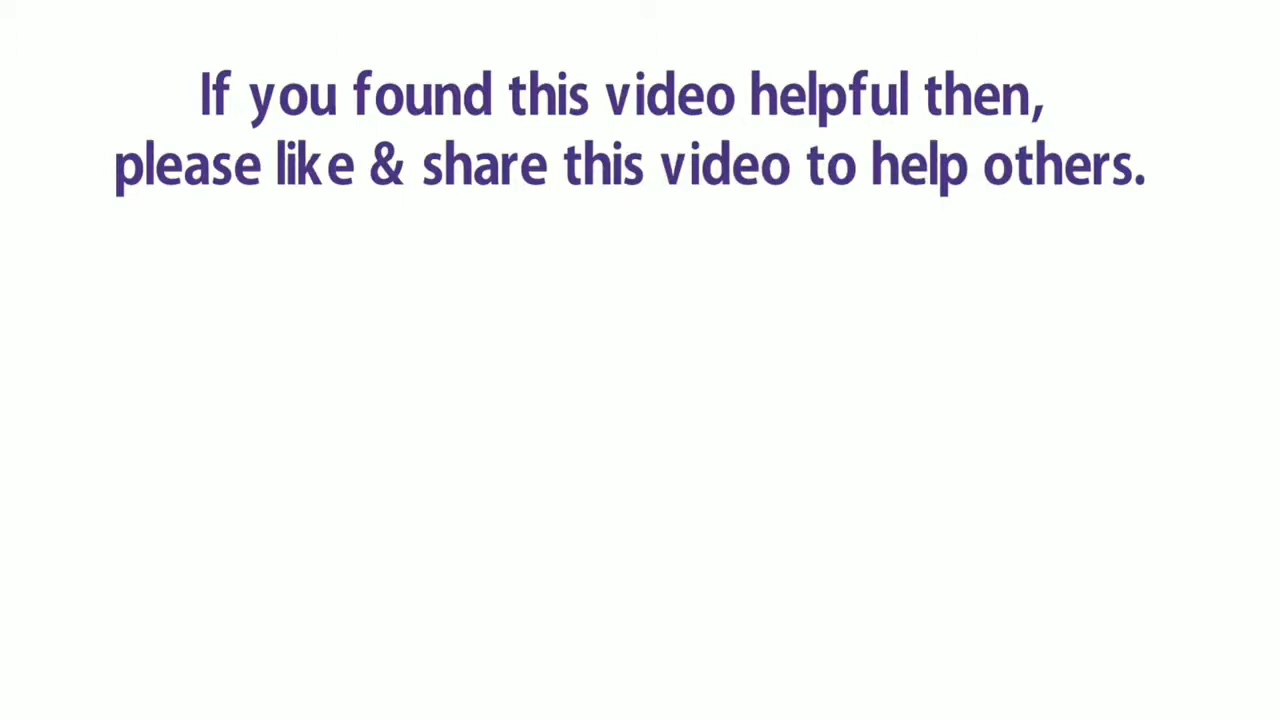 If you found this video helpful then,
please like & share this video to help others.